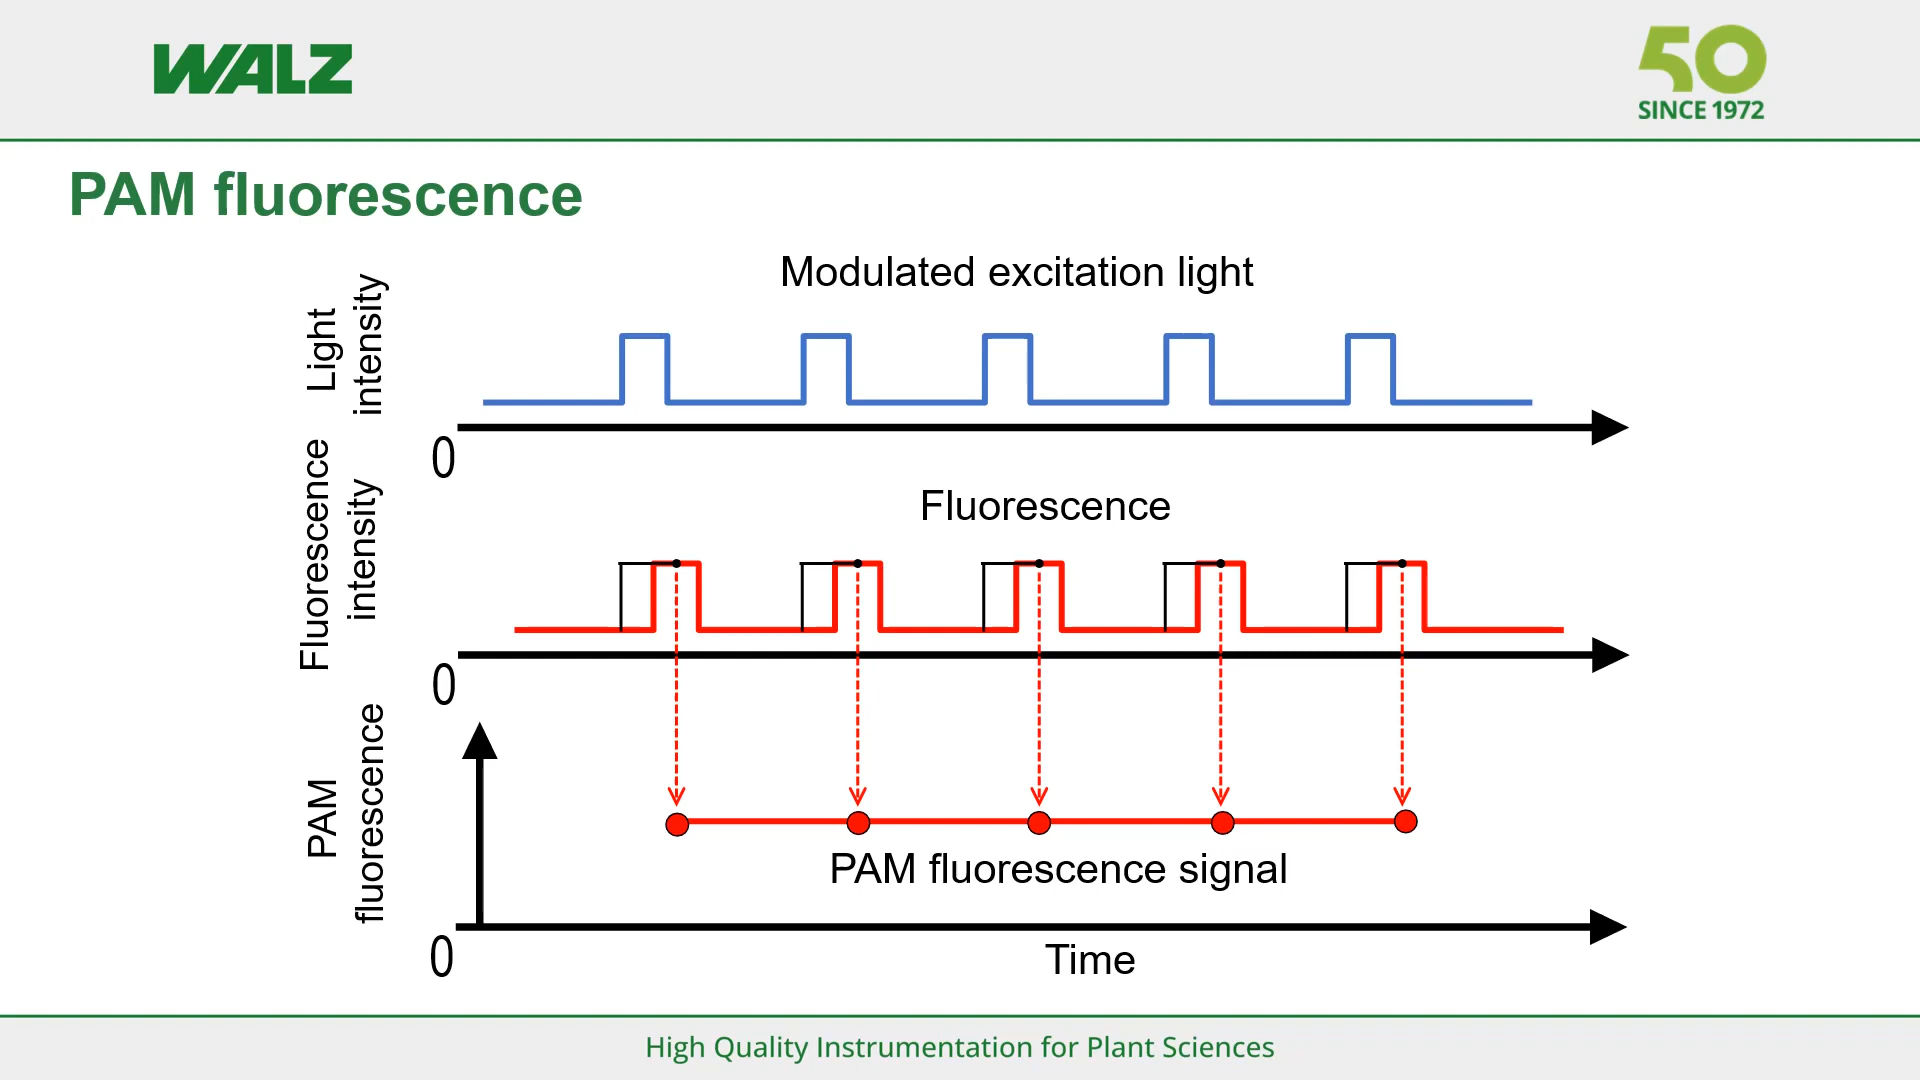 WALZ
50
SINCE 1972
PAM fluorescence
Modulated excitation light
Light
intensity
0
Fluorescence
Fluorescence
intensity
0
PAM
fluorescence
PAM fluorescence signal
0
Time
High Quality Instrumentation for Plant Sciences